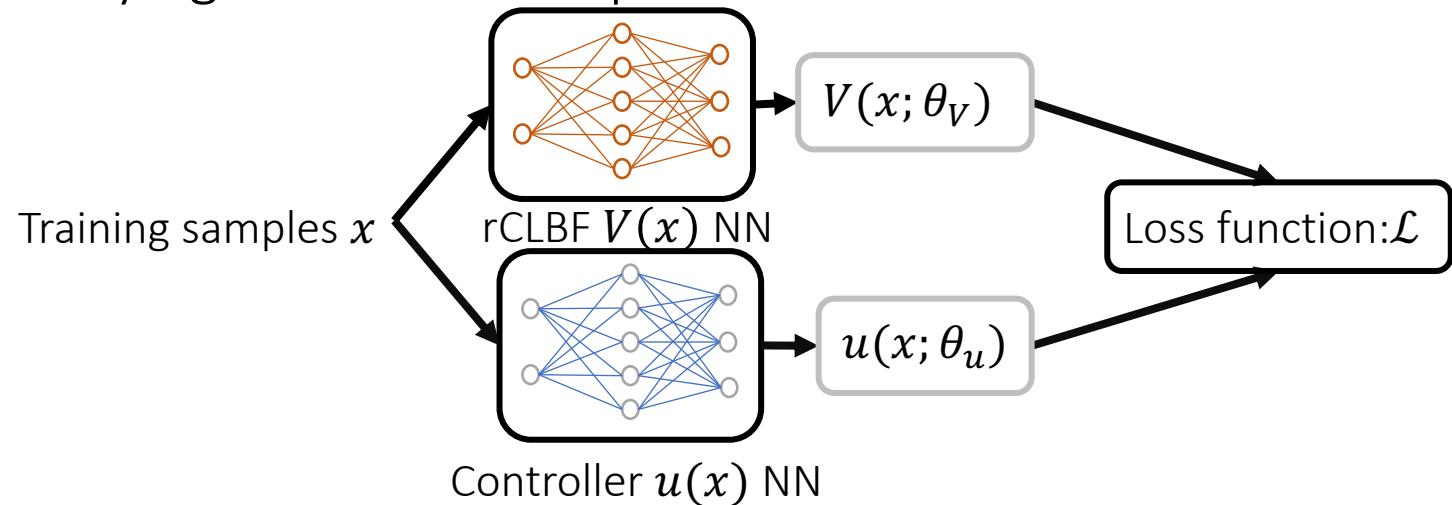 V(x; θ_V)
Training samples x
rCLBF V(x) NN
Loss function:ℒ
u(x; θ_u)
Controller u(x) NN